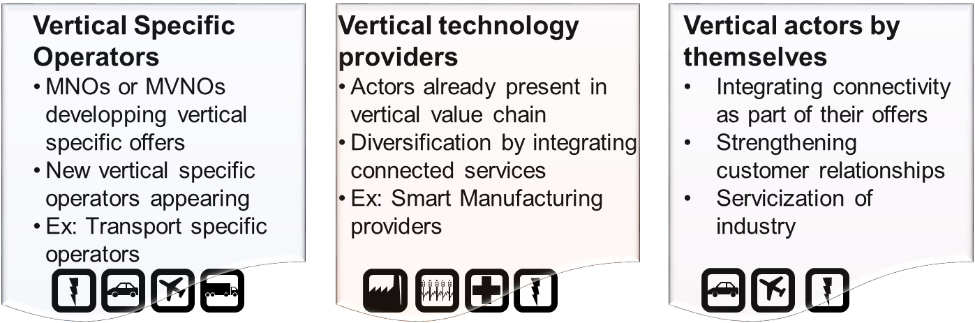 Vertical Specific
Operators
• MNOs or MVNOs
developping vertical
specific offers
• New vertical specific
operators appearing
• Ex: Transport specific
operators
Vertical technology
providers
• Actors already present in
vertical value chain
• Diversification by integrating
connected services
• Ex: Smart Manufacturing
providers
Vertical actors by
themselves
• Integrating connectivity
as part of their offers
• Strengthening
customer relationships
• Servicization of
industry